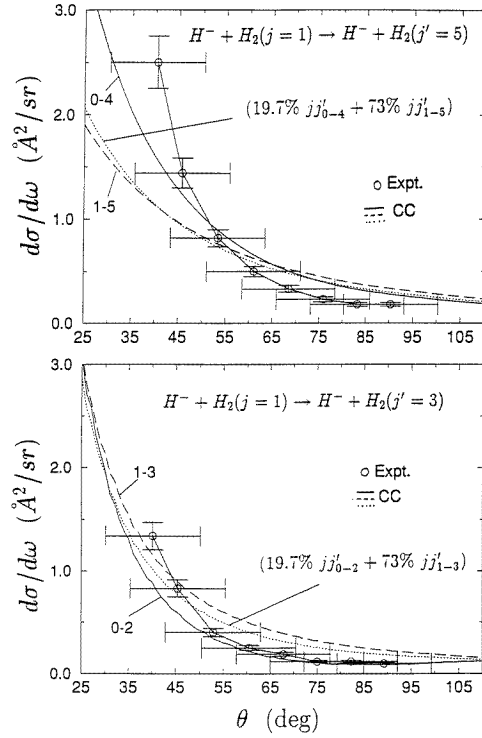 3.0
H⁻ + H₂(j = 1) → H⁻ + H₂(j′ = 5)
2.0
0-4
(19.7% jj′₀₋₄ + 73% jj′₁₋₅)
Expt.
CC
1-5
1.0
0.0
dσ/dω (Å²/sr)
25 35 45 55 65 75 85 95 105
3.0
H⁻ + H₂(j = 1) → H⁻ + H₂(j′ = 3)
1-3
Expt.
CC
2.0
(19.7% jj′₀₋₂ + 73% jj′₁₋₃)
1.0
0-2
0.0
dσ/dω (Å²/sr)
25 35 45 55 65 75 85 95 105
θ (deg)